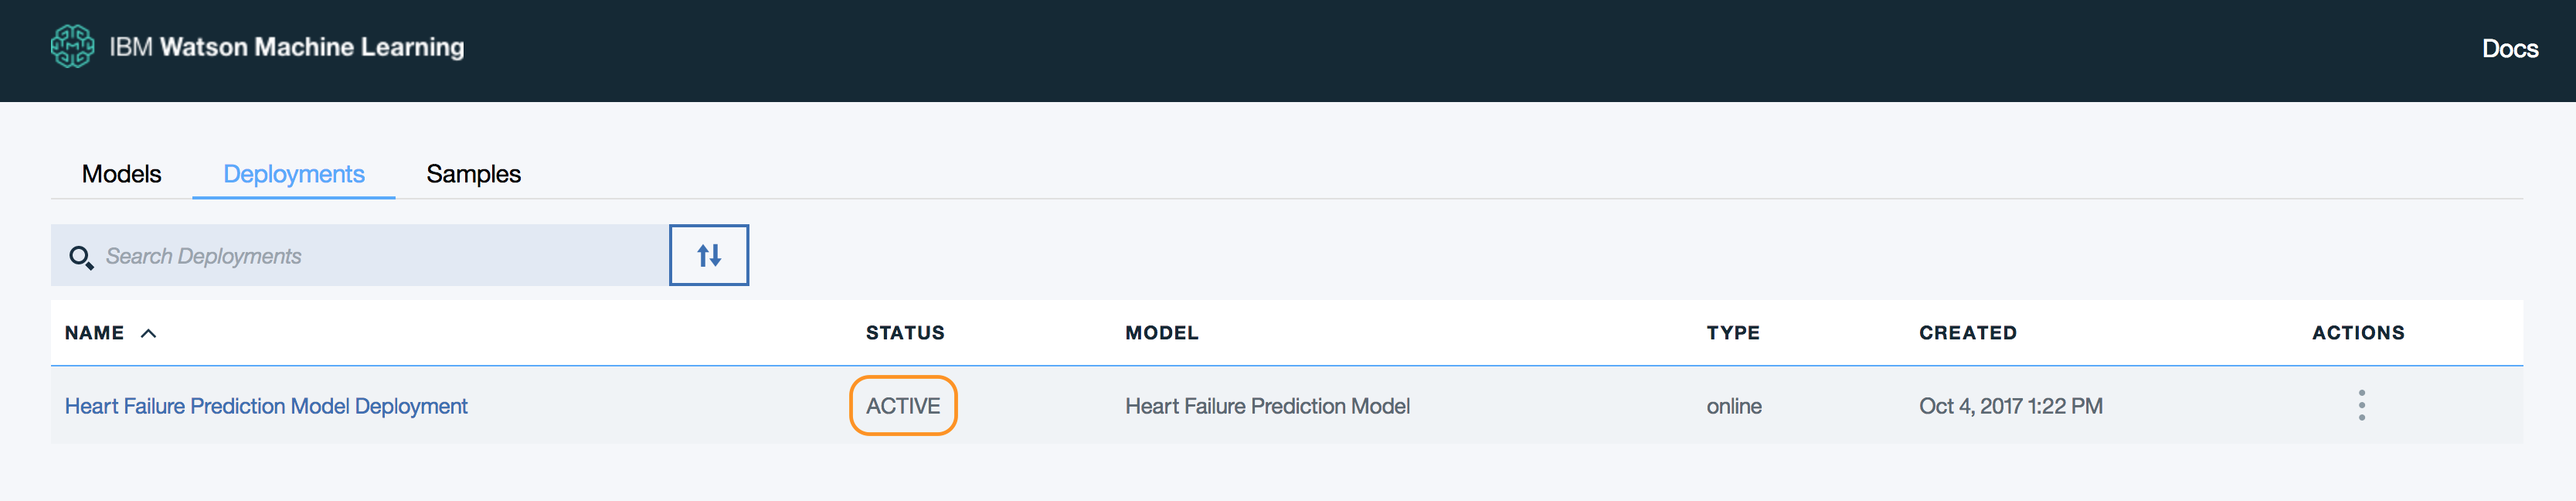 IBM Watson Machine Learning
Docs
Models Deployments Samples
Search Deployments
NAME STATUS MODEL TYPE CREATED ACTIONS
Heart Failure Prediction Model Deployment ACTIVE Heart Failure Prediction Model online Oct 4, 2017 1:22 PM